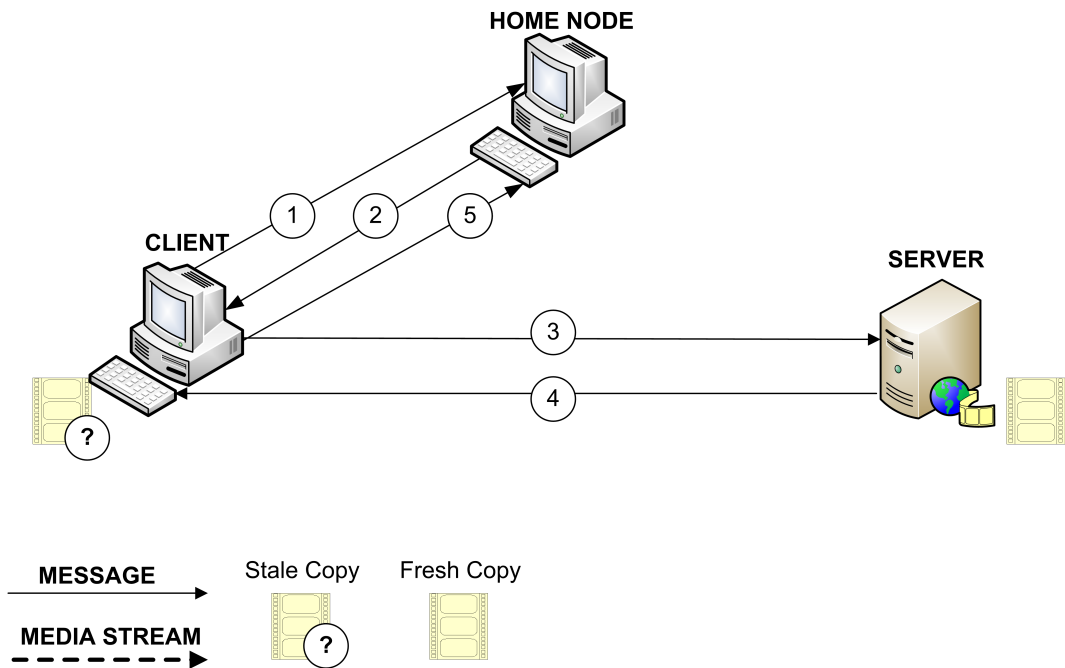 HOME NODE
1
2
5
CLIENT
SERVER
3
4
?
MESSAGE
Stale Copy
Fresh Copy
MEDIA STREAM
?